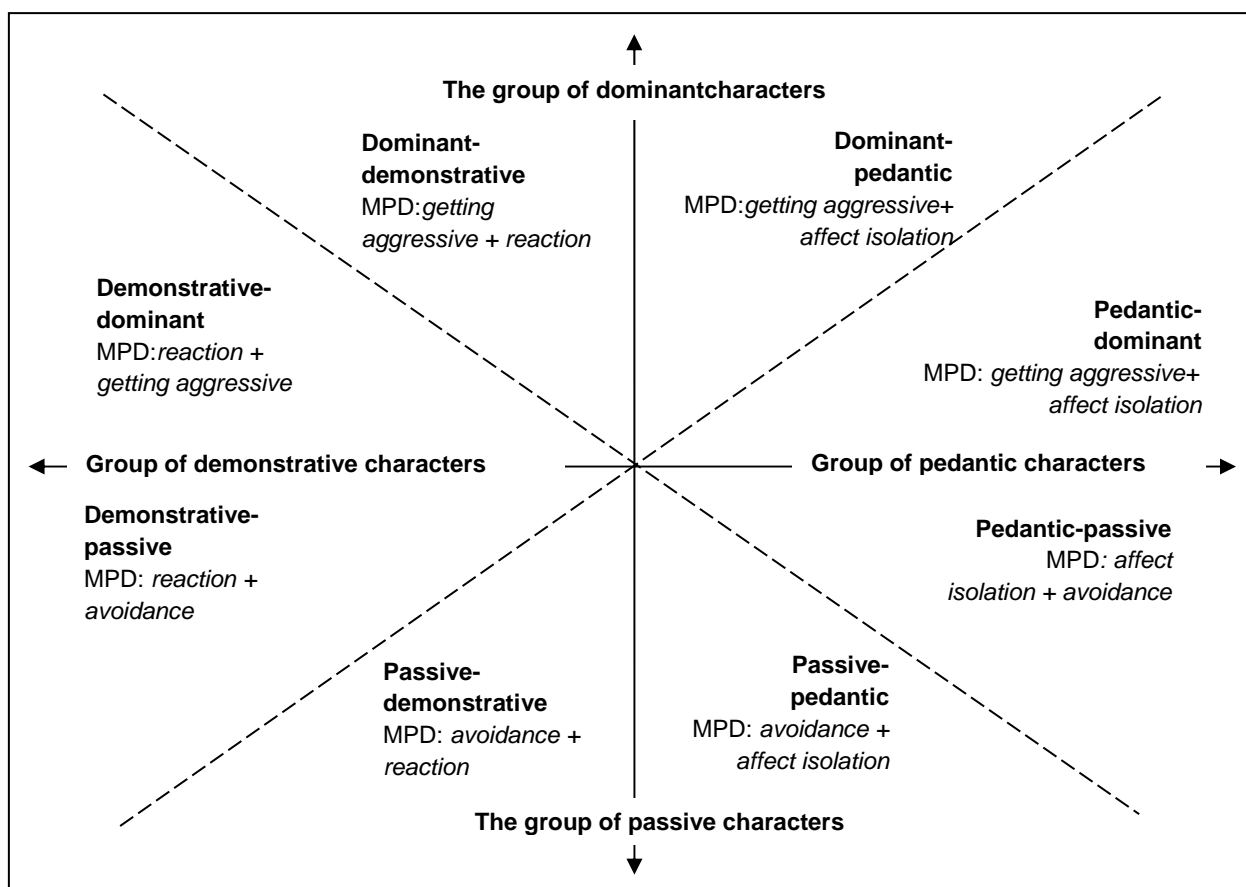 The group of dominantcharacters
Dominant-
demonstrative
MPD:getting
aggressive + reaction
Dominant-
pedantic
MPD:getting aggressive+
affect isolation
Demonstrative-
dominant
MPD:reaction +
getting aggressive
Pedantic-
dominant
MPD: getting aggressive+
affect isolation
Group of demonstrative characters
Group of pedantic characters
Demonstrative-
passive
MPD: reaction +
avoidance
Pedantic-passive
MPD: affect
isolation + avoidance
Passive-
demonstrative
MPD: avoidance +
reaction
Passive-
pedantic
MPD: avoidance +
affect isolation
The group of passive characters